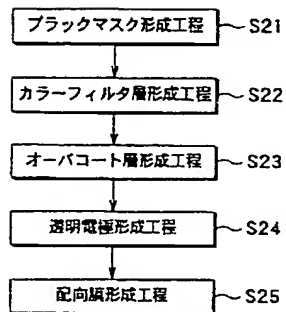 ブラックマスク形成工程 S21
カラーフィルタ層形成工程 S22
オーバコート層形成工程 S23
透明電極形成工程 S24
配向膜形成工程 S25